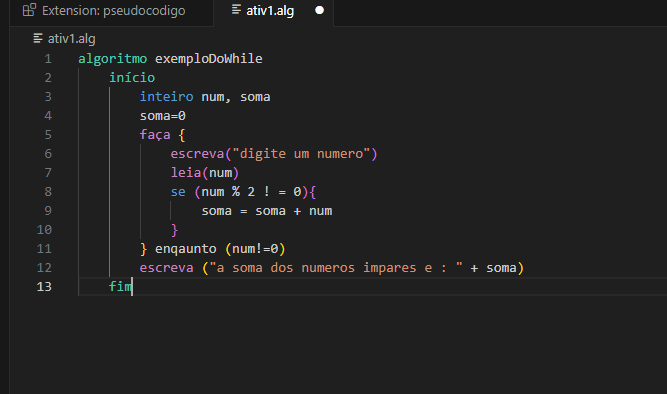 Extension: pseudocodigo
ativ1.alg
ativ1.alg
1 algoritmo exemploDoWhile
2 início
3 inteiro num, soma
4 soma=0
5 faça {
6 escreva("digite um numero")
7 leia(num)
8 se (num % 2 ! = 0){
9 soma = soma + num
10 }
11 } enqaunto (num!=0)
12 escreva ("a soma dos numeros impares e : " + soma)
13 fim